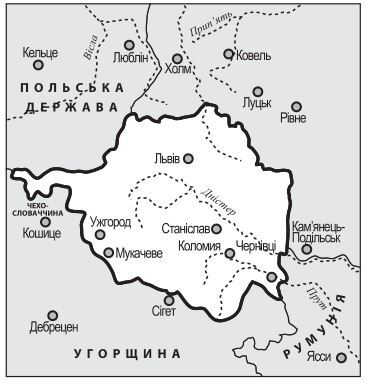 Кельце
Вісла
Люблін
Холм
Прип'ять
Ковель
ПОЛЬСЬКА
ДЕРЖАВА
Луцьк
Рівне
Львів
ЧЕХО-
СЛОВАЧЧИНА
Кошице
Ужгород
Мукачеве
Дністер
Станіслав
Коломия
Чернівці
Кам'янець-
Подільськ
Сігет
Дебрецен
УГОРЩИНА
Прут
РУМУНІЯ
Ясси